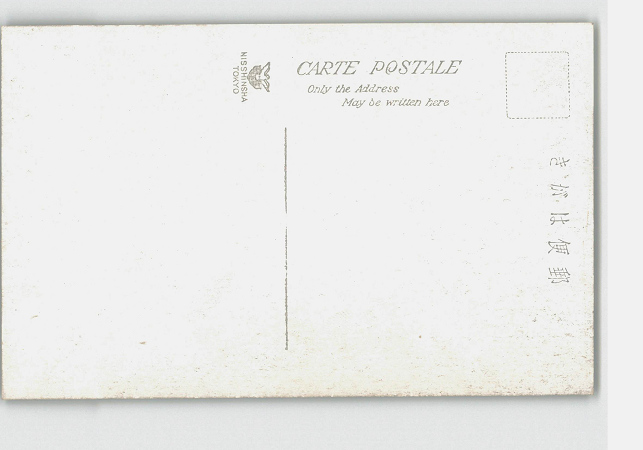 CARTE POSTALE
Only the Address
May be written here
NISSHINSHA
TOKYO
郵便はがき